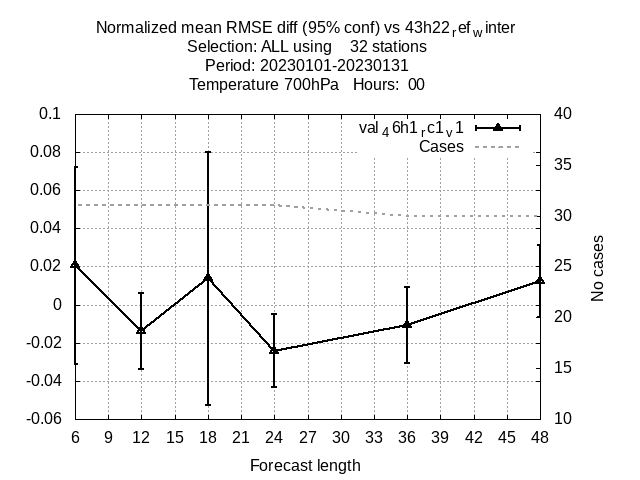 Normalized mean RMSE diff (95% conf) vs 43h22refwinter
Selection: ALL using 32 stations
Period: 20230101-20230131
Temperature 700hPa Hours: 00
val46h1rc1v1
Cases
0.1
0.08
0.06
0.04
0.02
0
-0.02
-0.04
-0.06
40
35
30
25
20
15
10
No cases
6 9 12 15 18 21 24 27 30 33 36 39 42 45 48
Forecast length